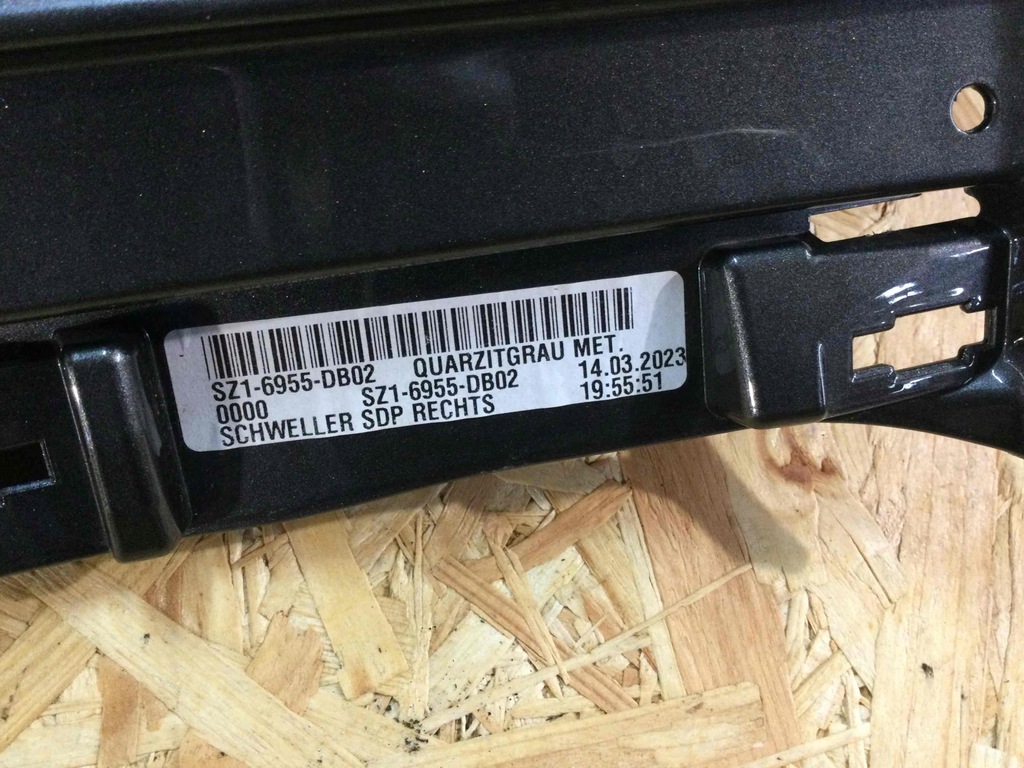 QUARZITGRAU MET.
SZ1-6955-DB02
SZ1-6955-DB02 14.03.2023
0000 19:55:51
SCHWELLER SDP RECHTS